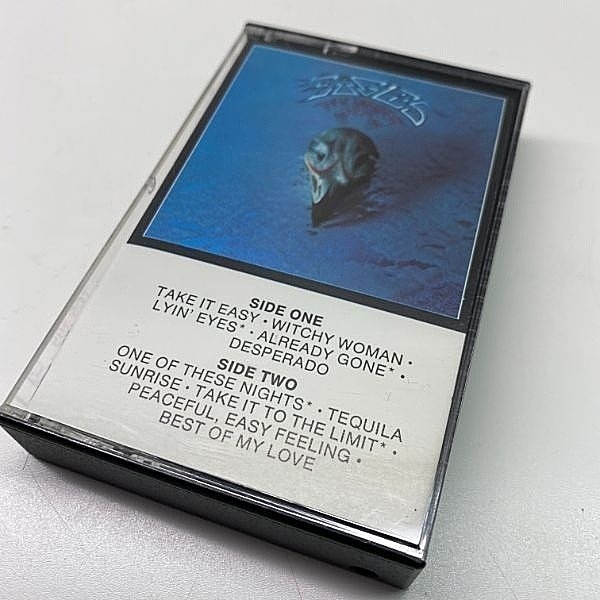 EAGLES
SIDE ONE
TAKE IT EASY • WITCHY WOMAN •
LYIN' EYES* • ALREADY GONE* •
DESPERADO
SIDE TWO
ONE OF THESE NIGHTS* • TEQUILA
SUNRISE • TAKE IT TO THE LIMIT* •
PEACEFUL, EASY FEELING •
BEST OF MY LOVE